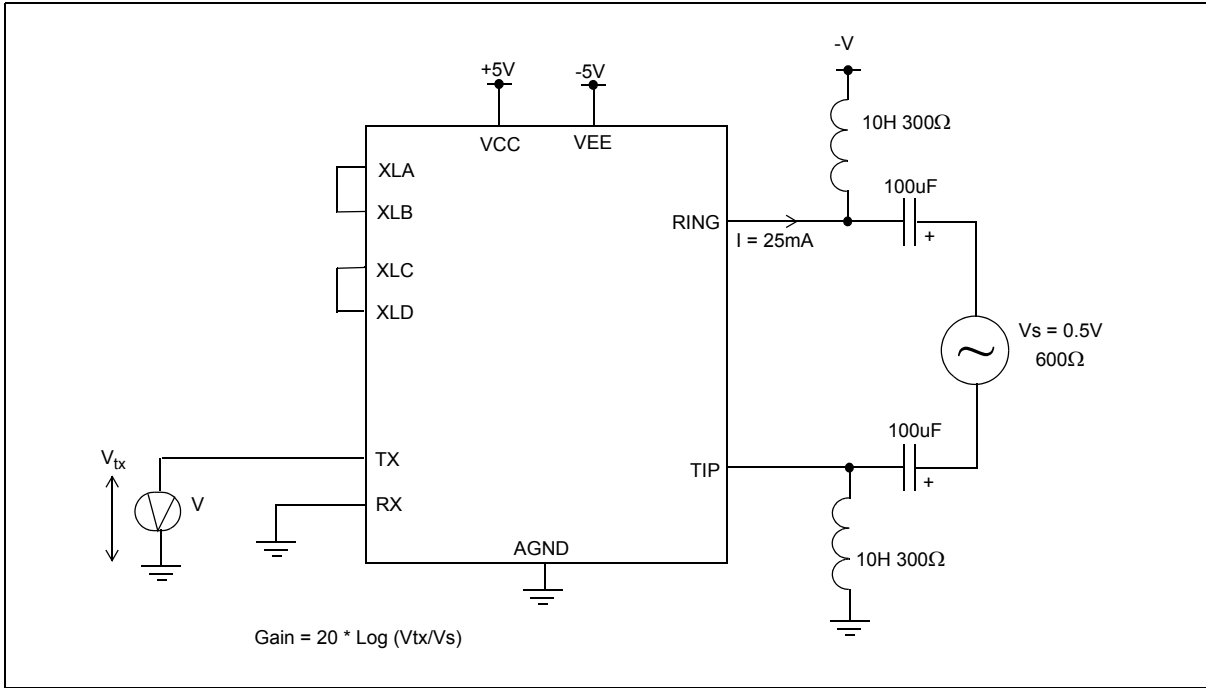 -V
+5V
-5V
10H 300Ω
VCC
VEE
XLA
100uF
XLB
RING
+
I = 25mA
XLC
XLD
Vs = 0.5V
600Ω
100uF
Vtx
TX
TIP
+
V
RX
AGND
10H 300Ω
Gain = 20 * Log (Vtx/Vs)